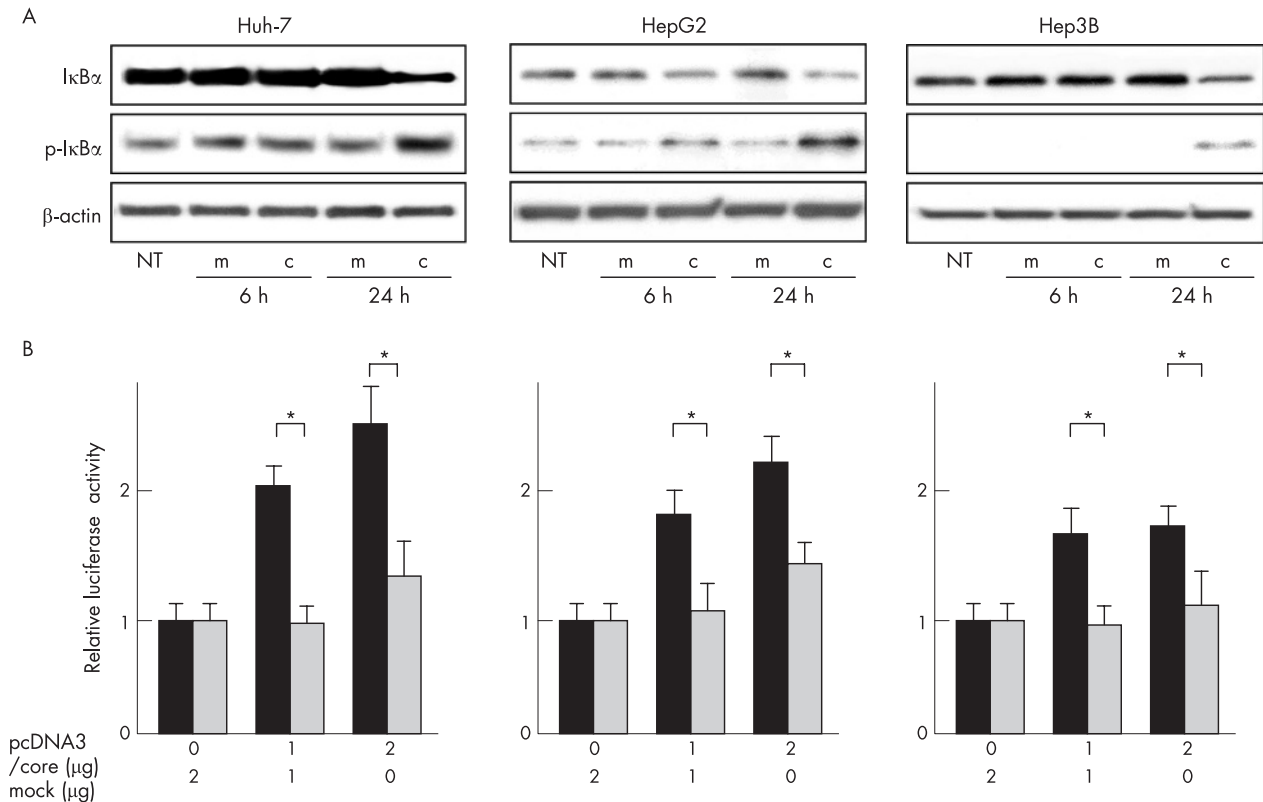 A
Huh-7 HepG2 Hep3B
IκBα
p-IκBα
β-actin
NT m c m c NT m c m c NT m c m c
6 h 24 h 6 h 24 h 6 h 24 h
B
* * * * * *
Relative luciferase activity
2 2 2
1 1 1
0 0 0
pcDNA3 0 1 2 0 1 2 0 1 2
/core (µg)
mock (µg) 2 1 0 2 1 0 2 1 0